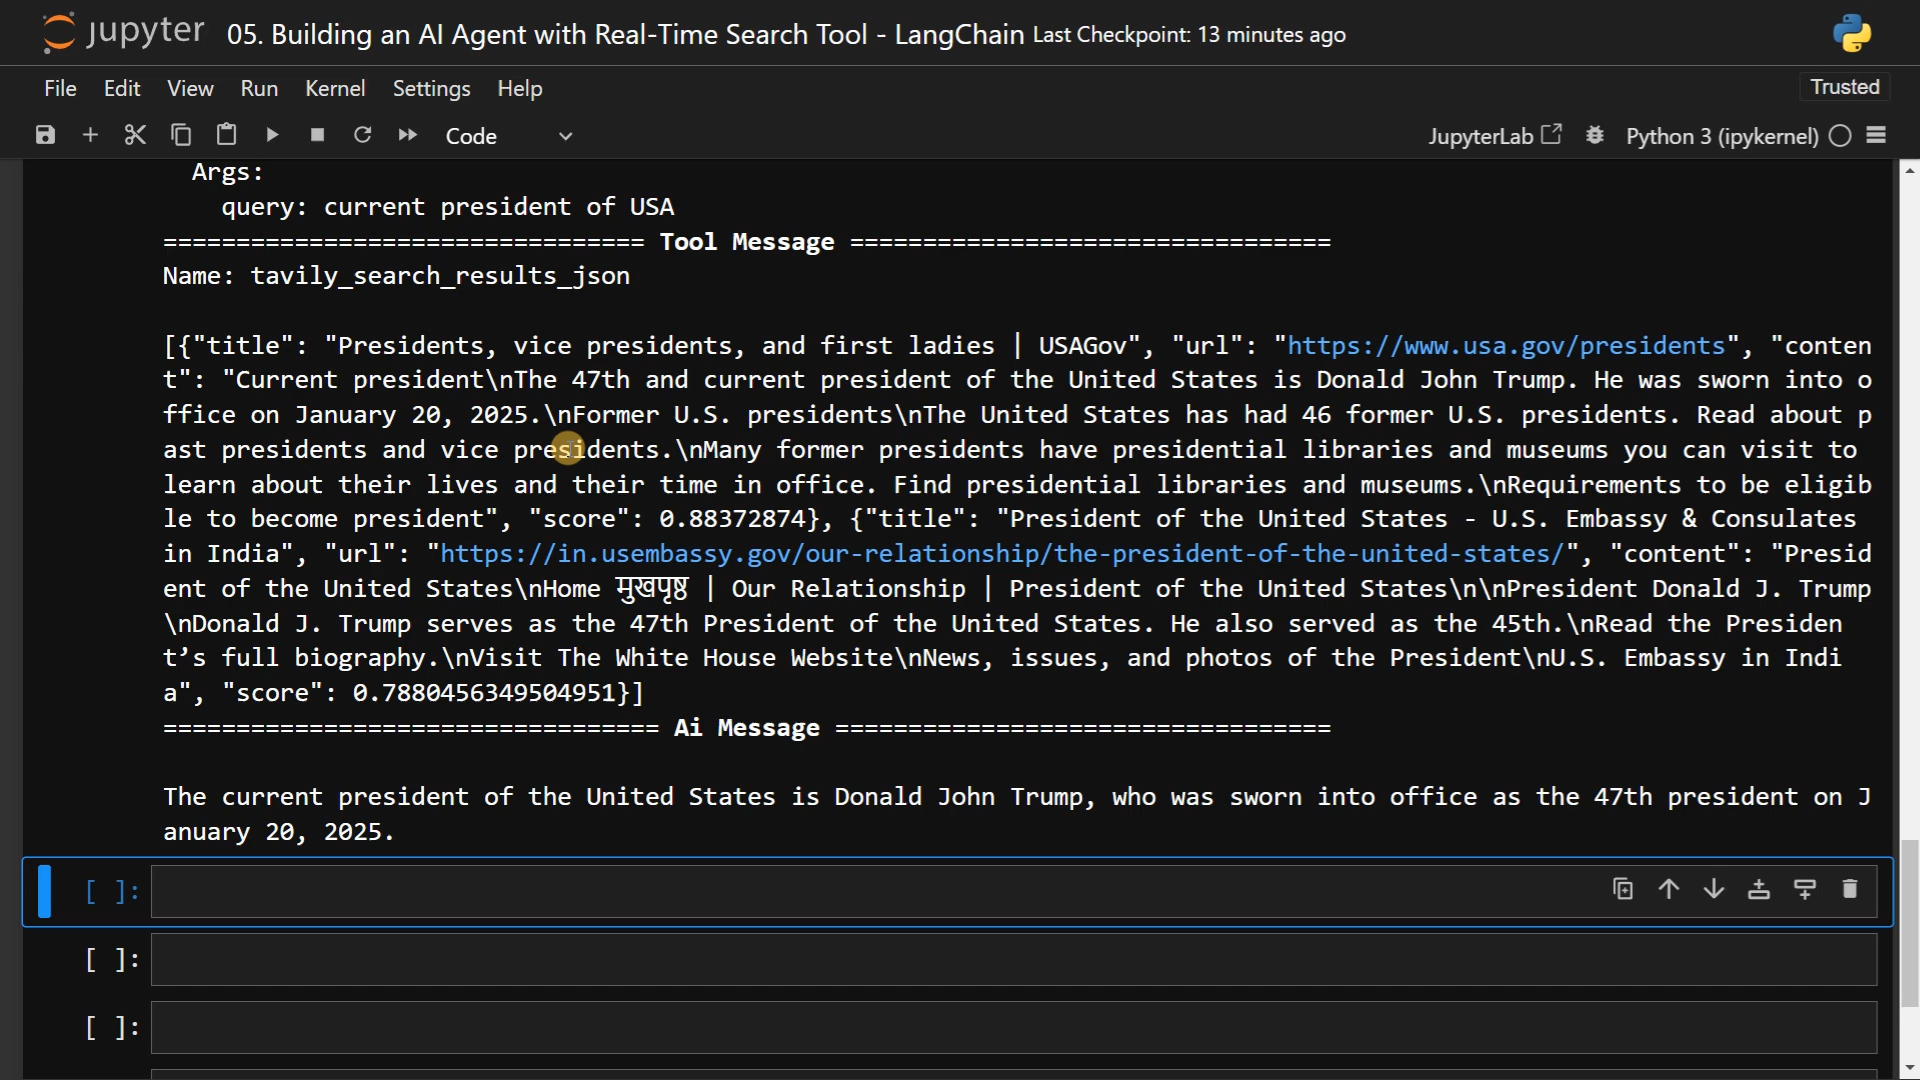 jupyter 05. Building an AI Agent with Real-Time Search Tool - LangChain Last Checkpoint: 13 minutes ago
File Edit View Run Kernel Settings Help Trusted
Code JupyterLab Python 3 (ipykernel)
Args:
query: current president of USA
================================= Tool Message =================================
Name: tavily_search_results_json
[{"title": "Presidents, vice presidents, and first ladies | USAGov", "url": "https://www.usa.gov/presidents", "conten
t": "Current president\nThe 47th and current president of the United States is Donald John Trump. He was sworn into o
ffice on January 20, 2025.\nFormer U.S. presidents\nThe United States has had 46 former U.S. presidents. Read about p
ast presidents and vice presidents.\nMany former presidents have presidential libraries and museums you can visit to
learn about their lives and their time in office. Find presidential libraries and museums.\nRequirements to be eligib
le to become president", "score": 0.88372874}, {"title": "President of the United States - U.S. Embassy & Consulates
in India", "url": "https://in.usembassy.gov/our-relationship/the-president-of-the-united-states/", "content": "Presid
ent of the United States\nHome मुखपृष्ठ | Our Relationship | President of the United States\n\nPresident Donald J. Trump
\nDonald J. Trump serves as the 47th President of the United States. He also served as the 45th.\nRead the Presiden
t’s full biography.\nVisit The White House Website\nNews, issues, and photos of the President\nU.S. Embassy in Indi
a", "score": 0.7880456349504951}]
================================== Ai Message ==================================
The current president of the United States is Donald John Trump, who was sworn into office as the 47th president on J
anuary 20, 2025.
[ ]:
[ ]:
[ ]: